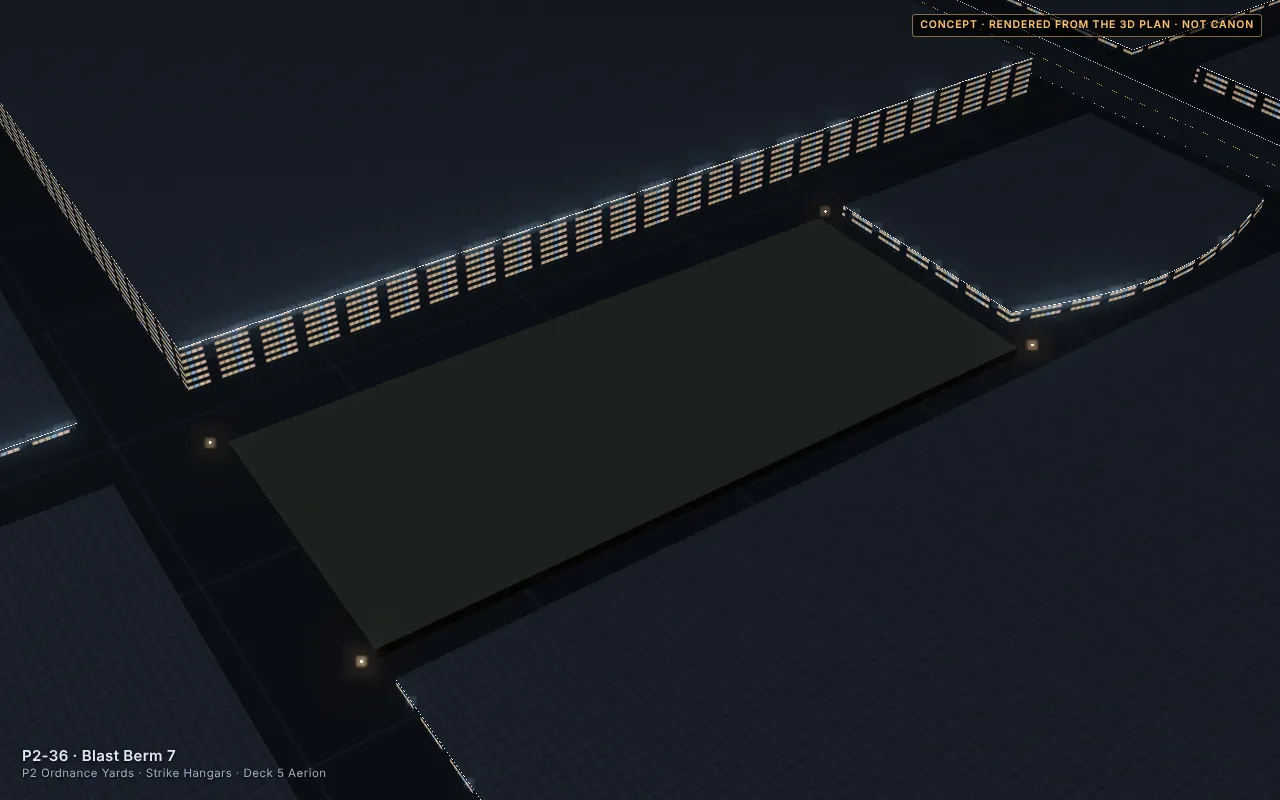 CONCEPT · RENDERED FROM THE 3D PLAN · NOT CANON
P2-36 · Blast Berm 7
P2 Ordnance Yards · Strike Hangars · Deck 5 Aerion